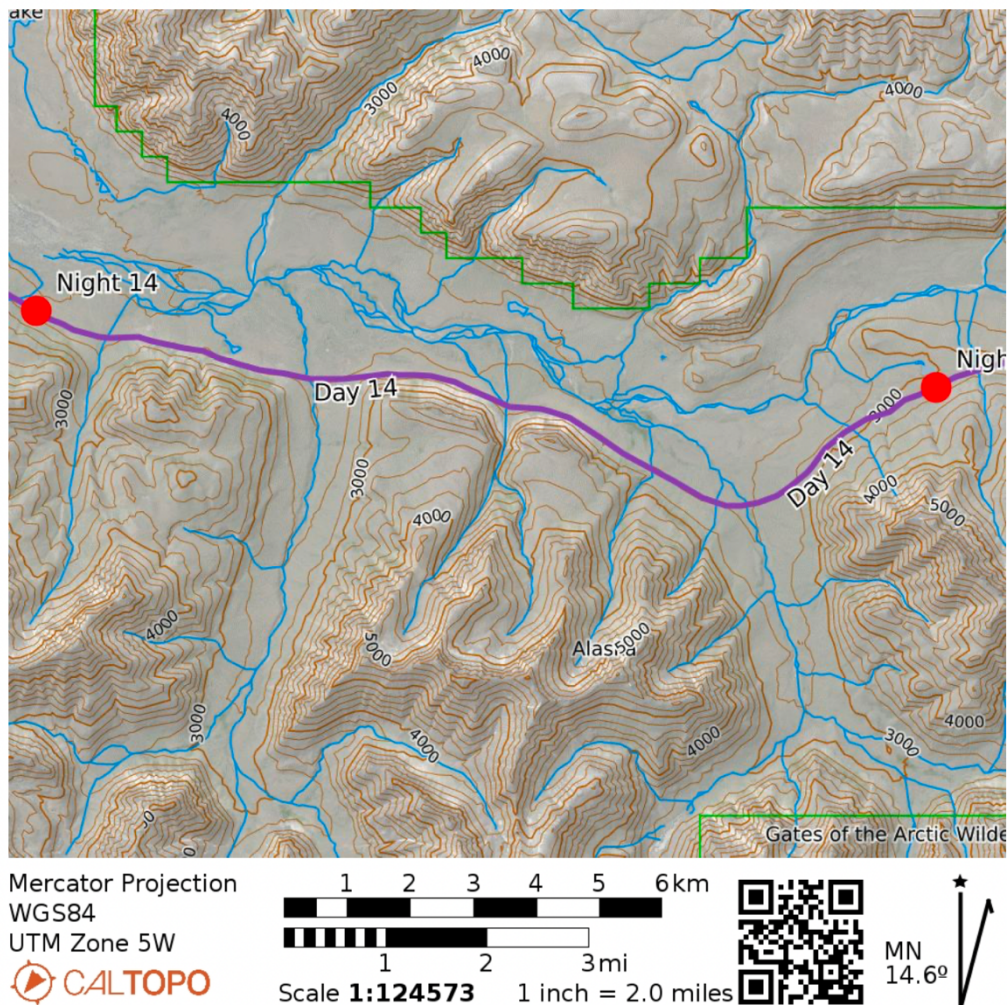 ake
4000
3000
4000
4000
Night 14
Nigh
Day 14
3000
3000
3000
Day 14
4000
5000
4000
4000
5000
Alaska
5000
3000
4000
4000
4000
3000
50
0
Gates of the Arctic Wilde
Mercator Projection
WGS84
UTM Zone 5W
CALTOPO
1 2 3 4 5 6 km
1 2 3 mi
Scale 1:124573 1 inch = 2.0 miles
MN
14.6º